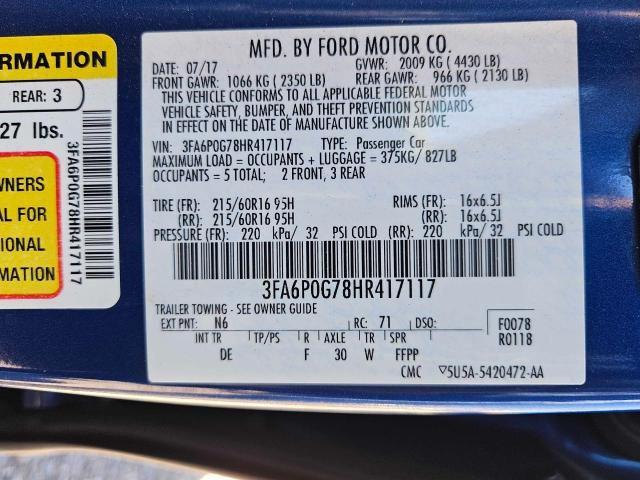 ORMATION
REAR: 3
27 lbs.
WNERS
AL FOR
IONAL
MATION
3FA6P0G78HR417117
MFD. BY FORD MOTOR CO.
DATE: 07/17 GVWR: 2009 KG ( 4430 LB)
FRONT GAWR: 1066 KG ( 2350 LB) REAR GAWR: 966 KG ( 2130 LB)
THIS VEHICLE CONFORMS TO ALL APPLICABLE FEDERAL MOTOR
VEHICLE SAFETY, BUMPER, AND THEFT PREVENTION STANDARDS
IN EFFECT ON THE DATE OF MANUFACTURE SHOWN ABOVE.
VIN: 3FA6P0G78HR417117 TYPE: Passenger Car
MAXIMUM LOAD = OCCUPANTS + LUGGAGE = 375KG/ 827LB
OCCUPANTS = 5 TOTAL; 2 FRONT, 3 REAR
TIRE (FR): 215/60R16 95H RIMS (FR): 16x6.5J
(RR): 215/60R16 95H (RR): 16x6.5J
PRESSURE (FR): 220 kPa/ 32 PSI COLD (RR) 220 kPa/ 32 PSI COLD
3FA6P0G78HR417117
TRAILER TOWING - SEE OWNER GUIDE
EXT PNT: N6 RC: 71 DSO: F0078
INT TR TP/PS R AXLE TR SPR R0118
DE F 30 W FFPP
CMC ▽5U5A-5420472-AA